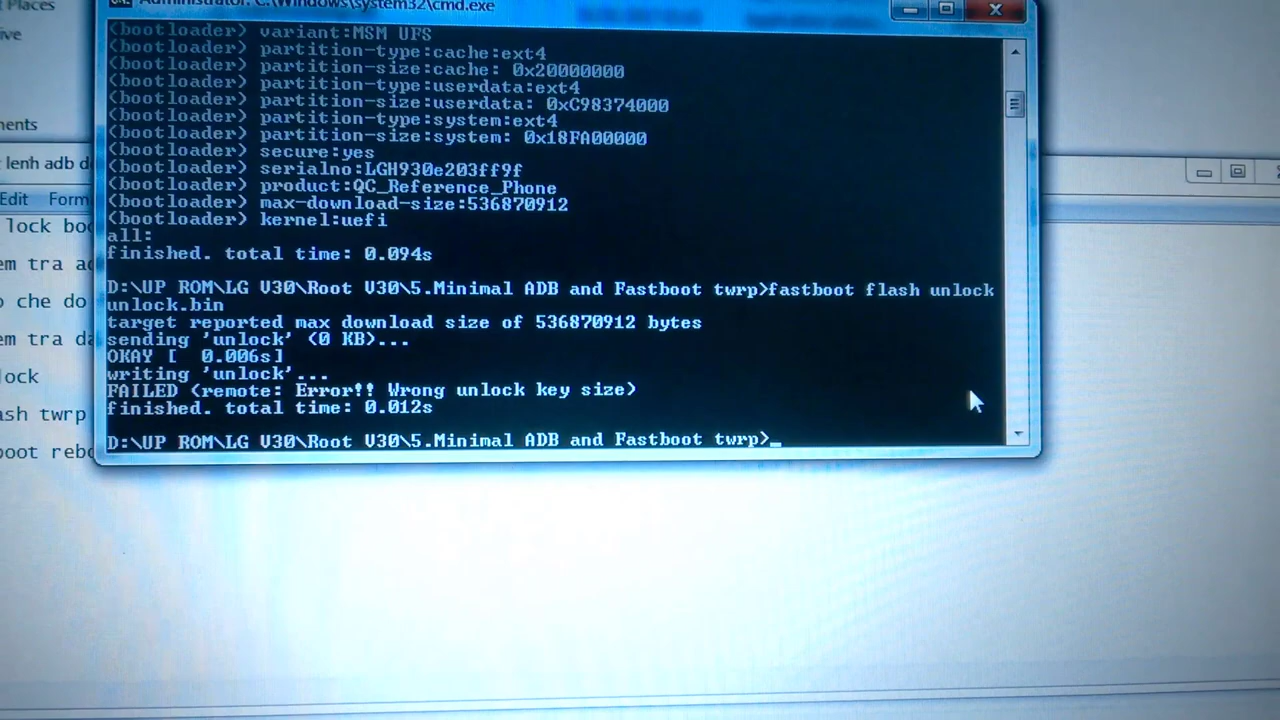 Places
Administrator: C:\Windows\system32\cmd.exe
(bootloader) variant:MSM UFS
(bootloader) partition-type:cache:ext4
(bootloader) partition-size:cache: 0x20000000
(bootloader) partition-type:userdata:ext4
(bootloader) partition-size:userdata: 0xC98374000
(bootloader) partition-type:system:ext4
(bootloader) partition-size:system: 0x18FA00000
(bootloader) secure:yes
(bootloader) serialno:LGH930e203ff9f
(bootloader) product:QC_Reference_Phone
(bootloader) max-download-size:536870912
(bootloader) kernel:uefi
all:
finished. total time: 0.094s
D:\UP ROM\LG V30\Root V30\5.Minimal ADB and Fastboot twrp>fastboot flash unlock
unlock.bin
target reported max download size of 536870912 bytes
sending 'unlock' (0 KB)...
OKAY [  0.006s]
writing 'unlock'...
FAILED (remote: Error!! Wrong unlock key size)
finished. total time: 0.012s
D:\UP ROM\LG V30\Root V30\5.Minimal ADB and Fastboot twrp>_
ive
ments
lenh adb d
Edit Form
lock boo
em tra ad
o che do
em tra da
lock
ash twrp
boot rebo